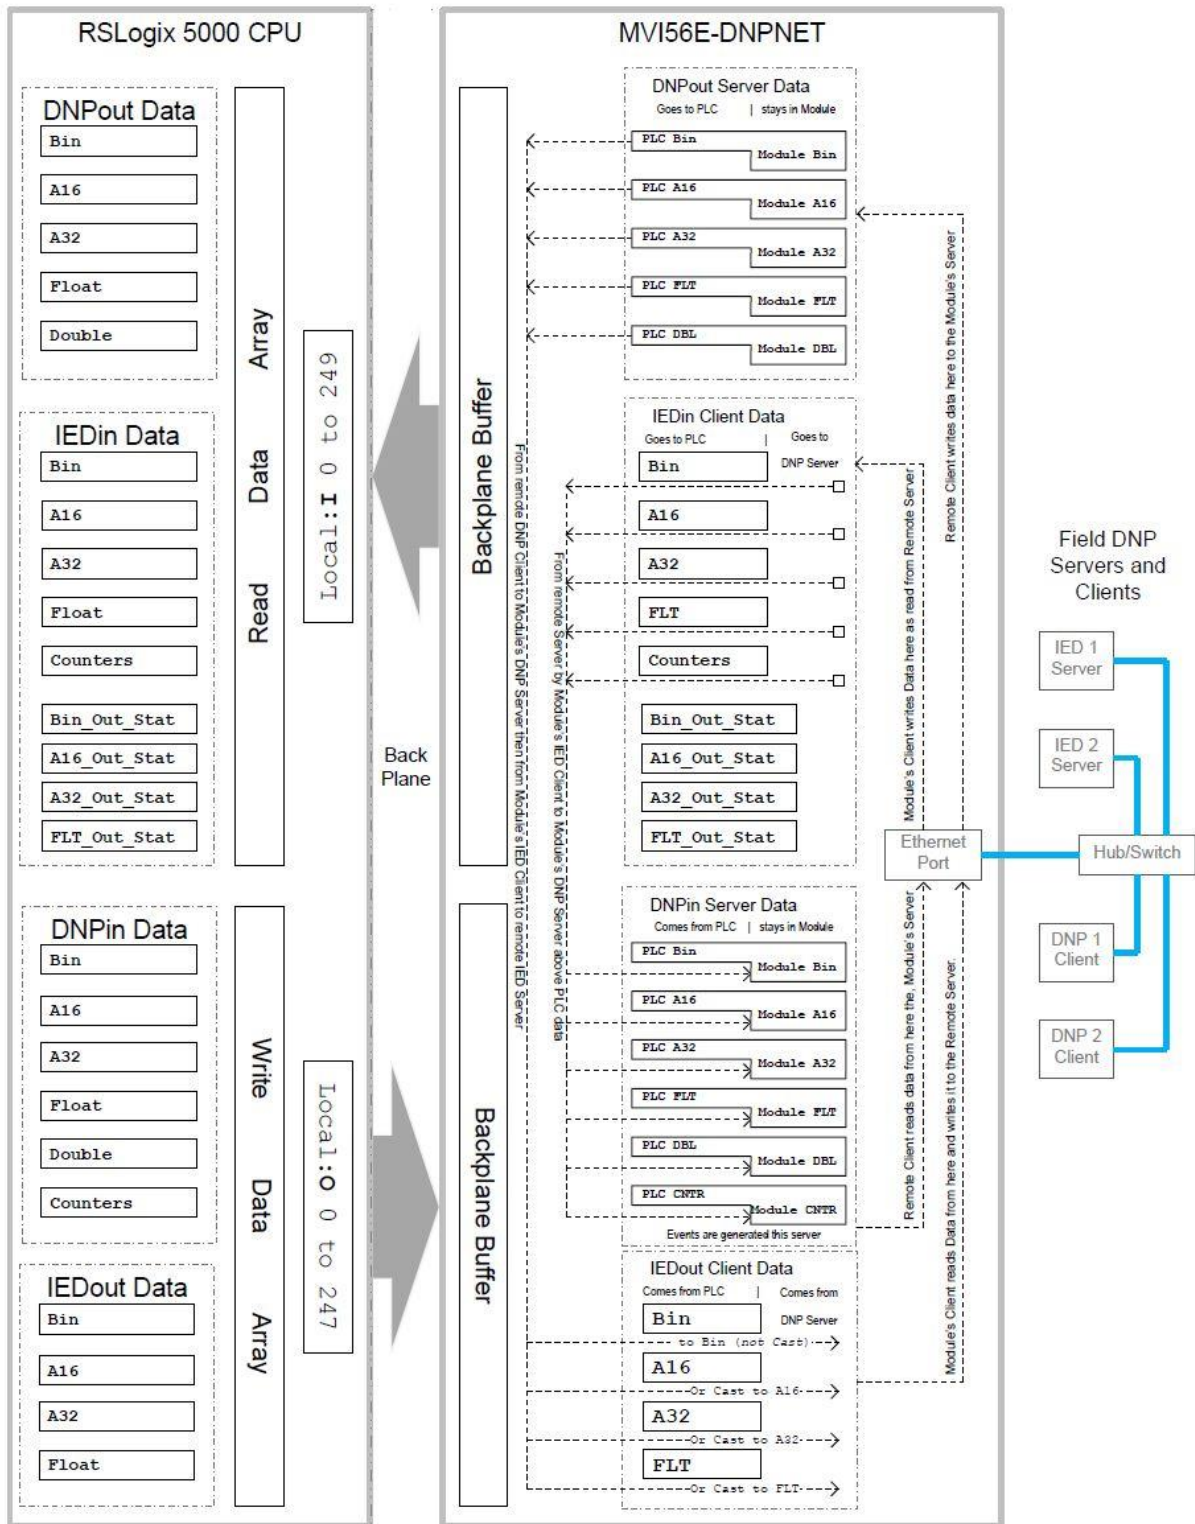 RSLogix 5000 CPU
DNPout Data
Bin
A16
A32
Float
Double
IEDin Data
Bin
A16
A32
Float
Counters
Bin_Out_Stat
A16_Out_Stat
A32_Out_Stat
FLT_Out_Stat
Read Data Array
Local:I 0 to 249
DNPin Data
Bin
A16
A32
Float
Double
Counters
IEDout Data
Bin
A16
A32
Float
Write Data Array
Local:O 0 to 247
Back
Plane
MVI56E-DNPNET
Backplane Buffer
Backplane Buffer
From remote DNP Client to Module's DNP Server then from Module's IED Client to remote IED Server
From remote Server by Module's IED Client to Module's DNP Server above PLC data
DNPout Server Data
Goes to PLC | stays in Module
PLC Bin
Module Bin
PLC A16
Module A16
PLC A32
Module A32
PLC FLT
Module FLT
PLC DBL
Module DBL
IEDin Client Data
Goes to PLC | Goes to
DNP Server
Bin
A16
A32
FLT
Counters
Bin_Out_Stat
A16_Out_Stat
A32_Out_Stat
FLT_Out_Stat
DNPin Server Data
Comes from PLC | stays in Module
PLC Bin
Module Bin
PLC A16
Module A16
PLC A32
Module A32
PLC FLT
Module FLT
PLC DBL
Module DBL
PLC CNTR
Module CNTR
Events are generated this server
IEDout Client Data
Comes from PLC | Comes from
DNP Server
Bin
to Bin (not Cast)
A16
Or Cast to A16
A32
Or Cast to A32
FLT
Or Cast to FLT
Module's Client writes Data here as read from Remote Server
Remote Client writes data here to the Module's Server
Remote Client reads data from here the, Module's Server
Module's Client reads Data from here and writes it to the Remote Server.
Ethernet
Port
Field DNP
Servers and
Clients
IED 1
Server
IED 2
Server
Hub/Switch
DNP 1
Client
DNP 2
Client